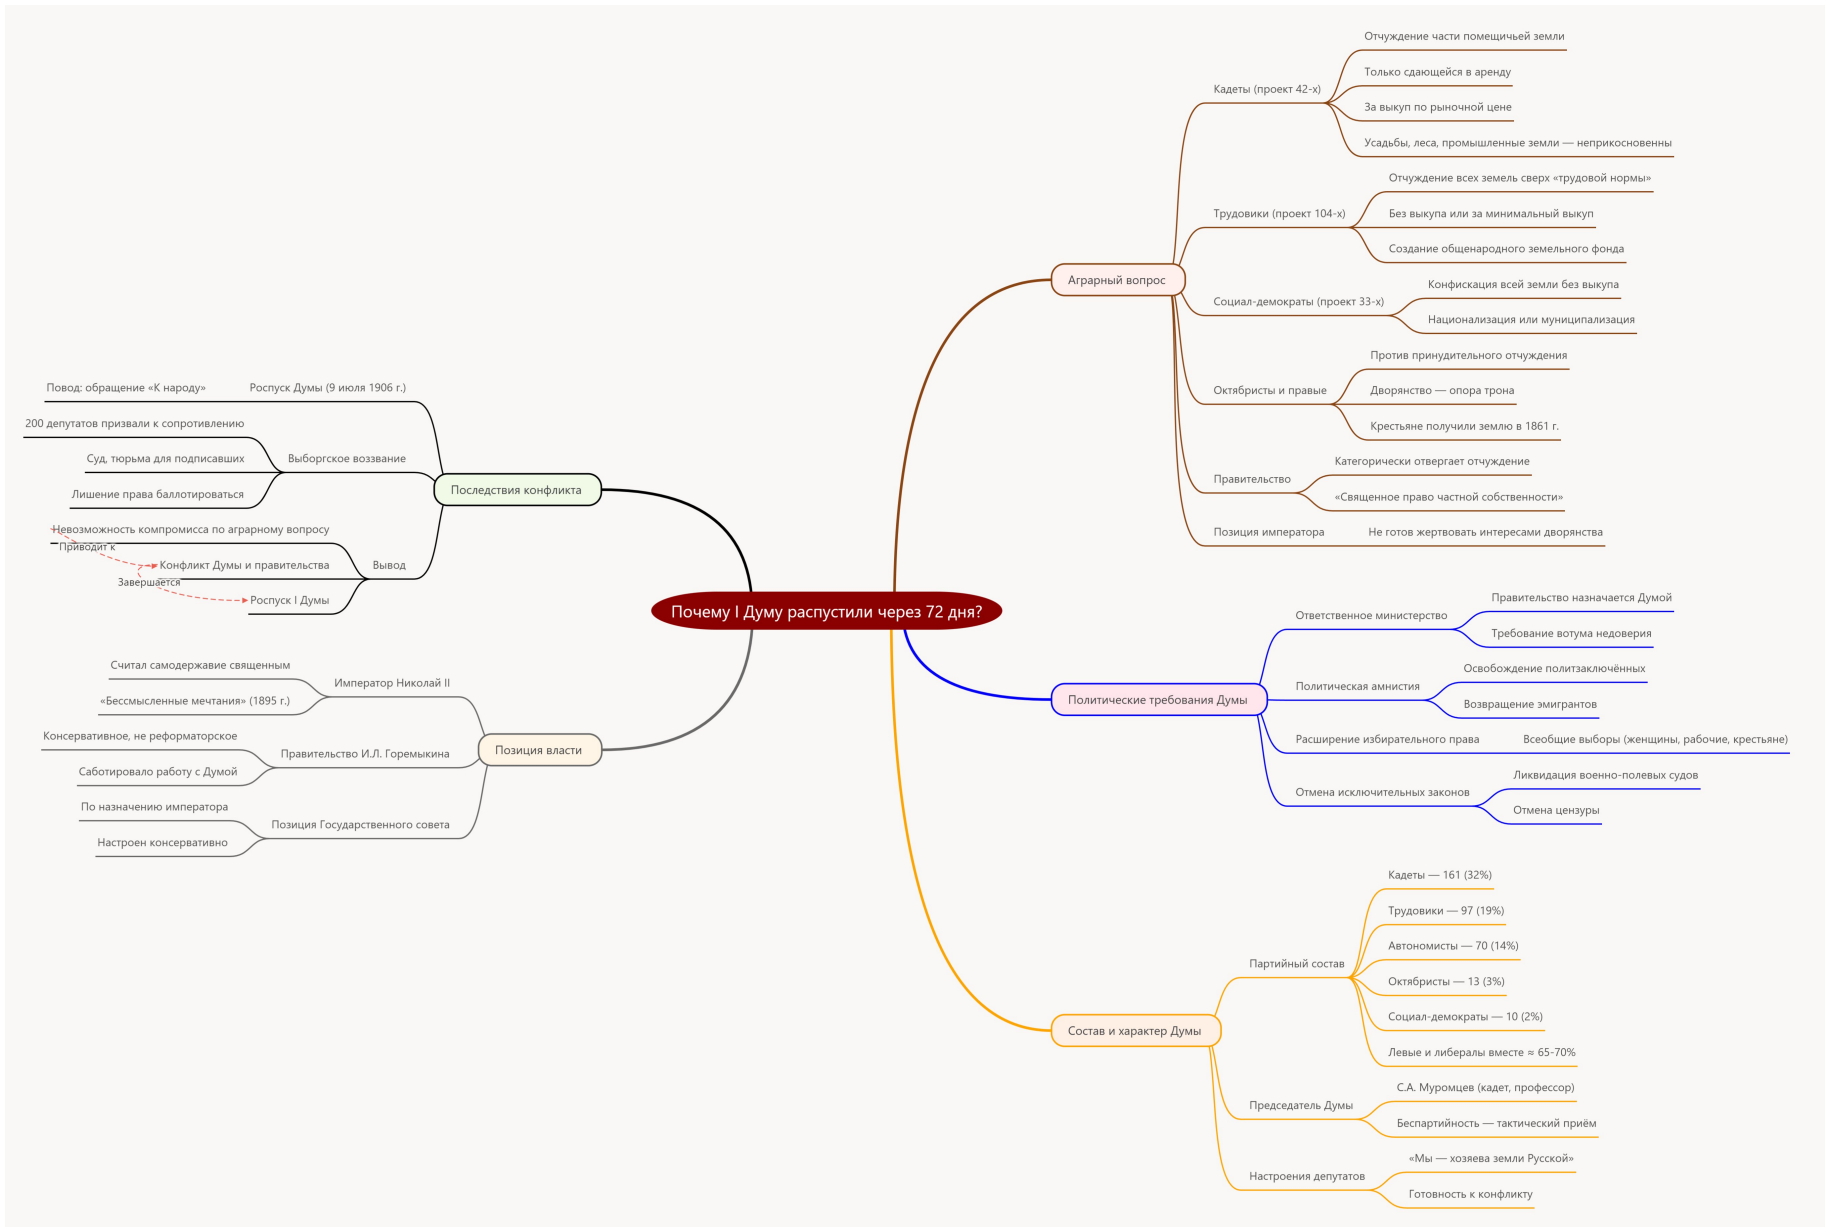 Почему I Думу распустили через 72 дня?
Аграрный вопрос
Кадеты (проект 42-х)
Отчуждение части помещичьей земли
Только сдающейся в аренду
За выкуп по рыночной цене
Усадьбы, леса, промышленные земли — неприкосновенны
Трудовики (проект 104-х)
Отчуждение всех земель сверх «трудовой нормы»
Без выкупа или за минимальный выкуп
Создание общенародного земельного фонда
Социал-демократы (проект 33-х)
Конфискация всей земли без выкупа
Национализация или муниципализация
Октябристы и правые
Против принудительного отчуждения
Дворянство — опора трона
Крестьяне получили землю в 1861 г.
Правительство
Категорически отвергает отчуждение
«Священное право частной собственности»
Позиция императора
Не готов жертвовать интересами дворянства
Политические требования Думы
Ответственное министерство
Правительство назначается Думой
Требование вотума недоверия
Политическая амнистия
Освобождение политзаключённых
Возвращение эмигрантов
Расширение избирательного права
Всеобщие выборы (женщины, рабочие, крестьяне)
Отмена исключительных законов
Ликвидация военно-полевых судов
Отмена цензуры
Состав и характер Думы
Партийный состав
Кадеты — 161 (32%)
Трудовики — 97 (19%)
Автономисты — 70 (14%)
Октябристы — 13 (3%)
Социал-демократы — 10 (2%)
Левые и либералы вместе ≈ 65-70%
Председатель Думы
С.А. Муромцев (кадет, профессор)
Беспартийность — тактический приём
Настроения депутатов
«Мы — хозяева земли Русской»
Готовность к конфликту
Последствия конфликта
Роспуск Думы (9 июля 1906 г.)
Повод: обращение «К народу»
Выборгское воззвание
200 депутатов призвали к сопротивлению
Суд, тюрьма для подписавших
Лишение права баллотироваться
Вывод
Невозможность компромисса по аграрному вопросу
Приводит к
Конфликт Думы и правительства
Завершается
Роспуск I Думы
Позиция власти
Император Николай II
Считал самодержавие священным
«Бессмысленные мечтания» (1895 г.)
Правительство И.Л. Горемыкина
Консервативное, не реформаторское
Саботировало работу с Думой
Позиция Государственного совета
По назначению императора
Настроен консервативно